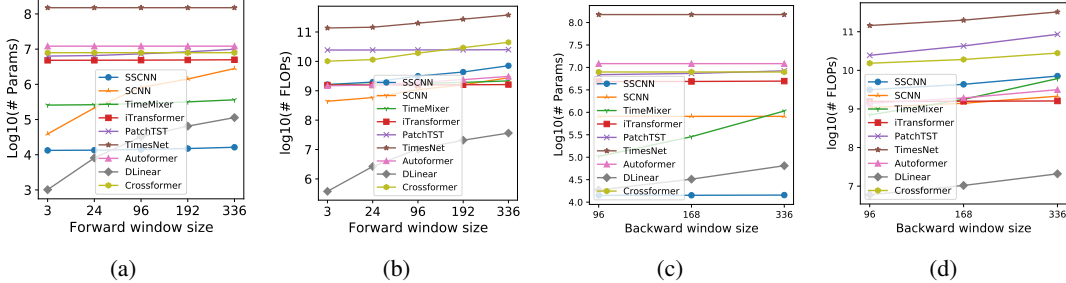 Log10(# Params)
8
7
6
5
4
3
SSCNN
SCNN
TimeMixer
iTransformer
PatchTST
TimesNet
Autoformer
DLinear
Crossformer
3 24 96 192 336
Forward window size
(a)
log10(# FLOPs)
11
10
9
8
7
6
SSCNN
SCNN
TimeMixer
iTransformer
PatchTST
TimesNet
Autoformer
DLinear
Crossformer
3 24 96 192 336
Forward window size
(b)
Log10(# Params)
8.0
7.5
7.0
6.5
6.0
5.5
5.0
4.5
4.0
SSCNN
SCNN
TimeMixer
iTransformer
PatchTST
TimesNet
Autoformer
DLinear
Crossformer
96 168 336
Backward window size
(c)
log10(# FLOPs)
11
10
9
8
7
SSCNN
SCNN
TimeMixer
iTransformer
PatchTST
TimesNet
Autoformer
DLinear
Crossformer
96 168 336
Backward window size
(d)